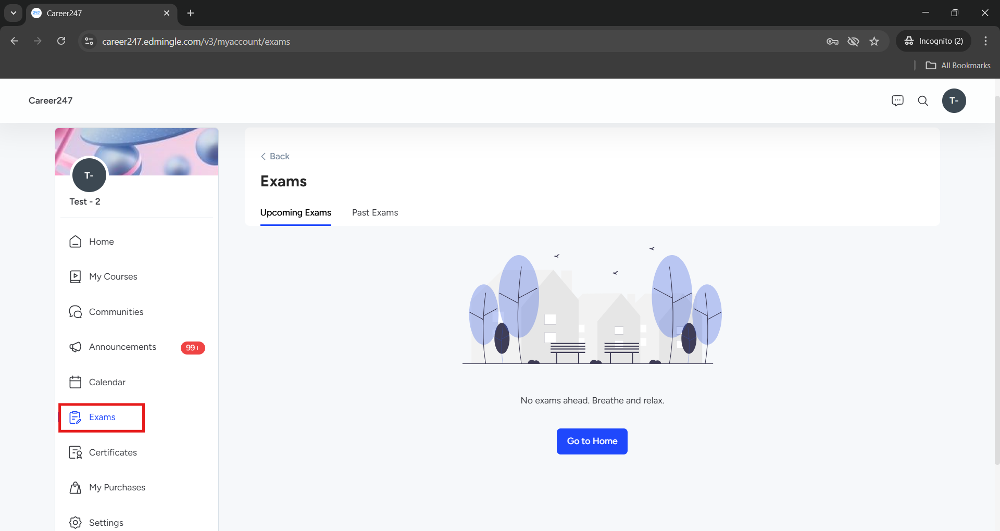 247 Career247
career247.edmingle.com/v3/myaccount/exams
Incognito (2)
All Bookmarks
Career247
T-
T-
Test - 2
Home
My Courses
Communities
Announcements 99+
Calendar
Exams
Certificates
My Purchases
Settings
Back
Exams
Upcoming Exams Past Exams
No exams ahead. Breathe and relax.
Go to Home